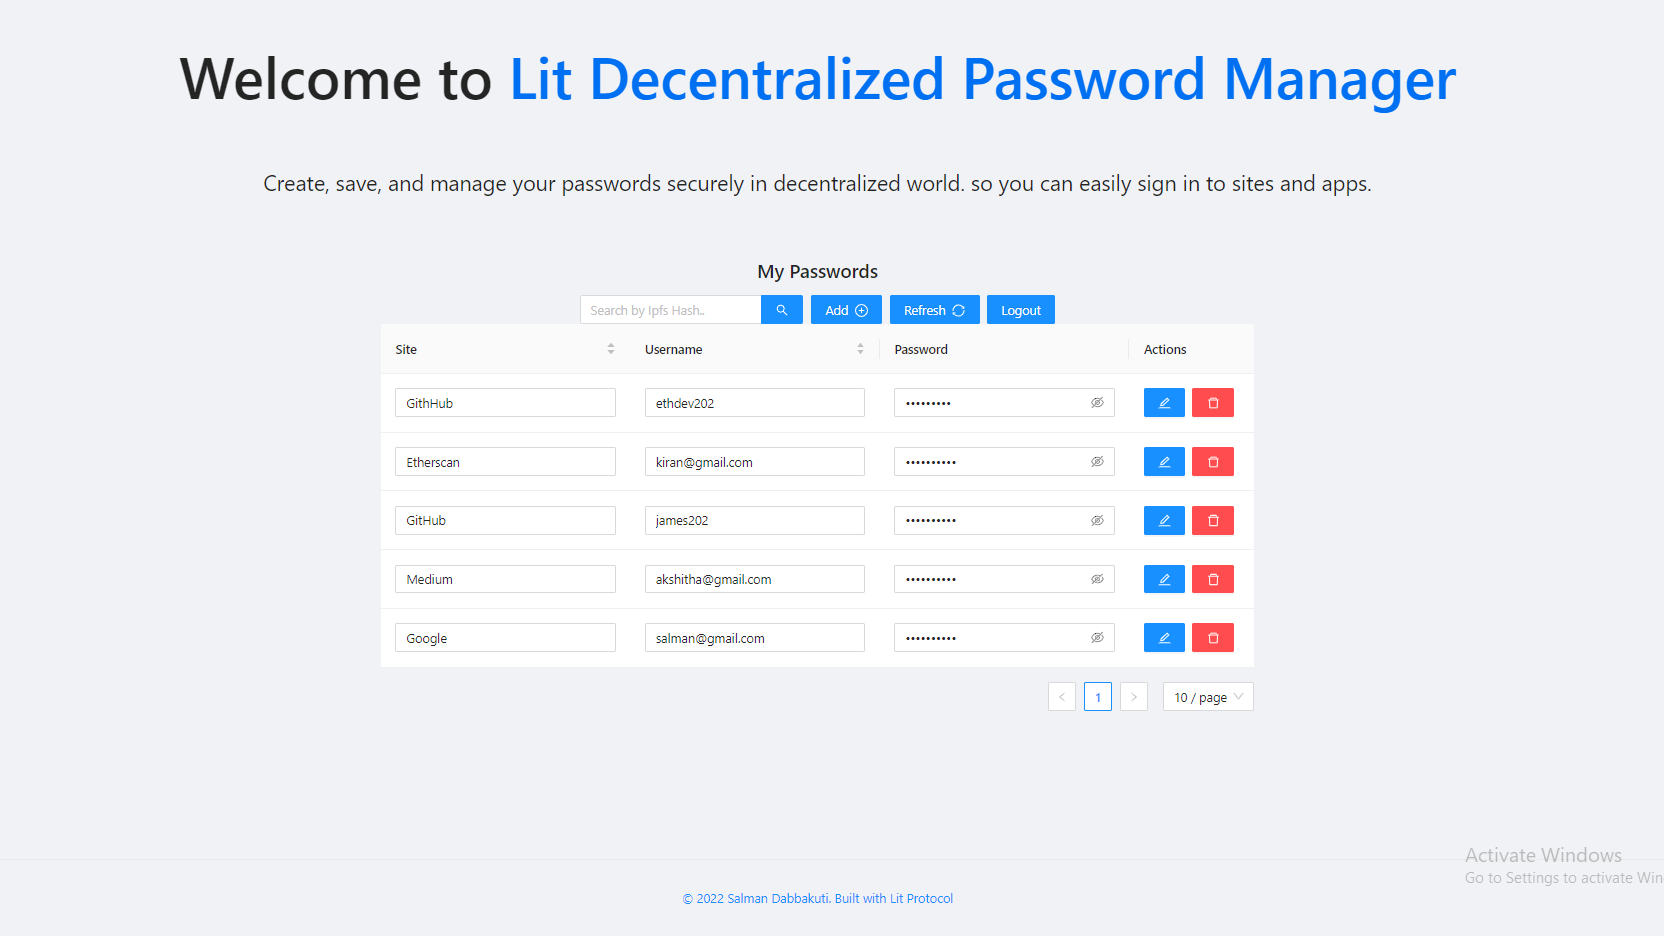 Welcome to Lit Decentralized Password Manager
Create, save, and manage your passwords securely in decentralized world. so you can easily sign in to sites and apps.
My Passwords
Search by Ipfs Hash..
Add
Refresh
Logout
Site Username Password Actions
GithHub ethdev202 •••••••••
Etherscan kiran@gmail.com ••••••••••
GitHub james202 ••••••••••
Medium akshitha@gmail.com ••••••••••
Google salman@gmail.com ••••••••••
< 1 > 10 / page
Activate Windows
Go to Settings to activate Win
© 2022 Salman Dabbakuti. Built with Lit Protocol